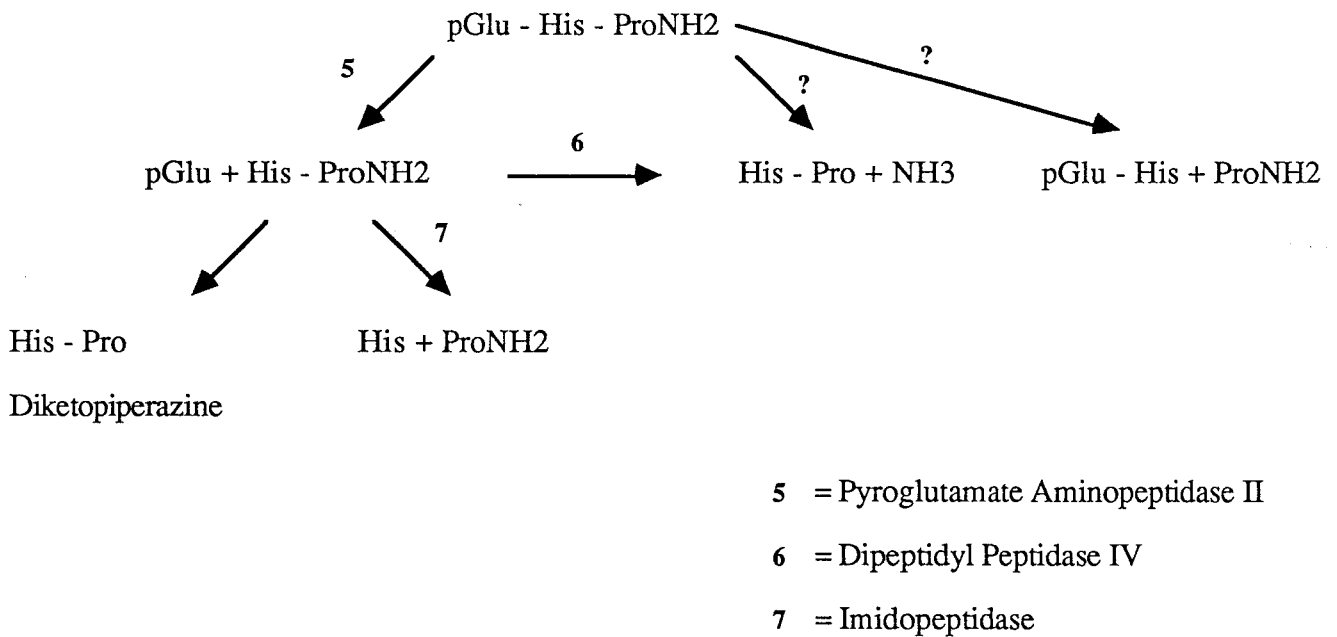 pGlu - His - ProNH2
5 ? ?
pGlu + His - ProNH2 6 His - Pro + NH3 pGlu - His + ProNH2
7
His - Pro His + ProNH2
Diketopiperazine
5 = Pyroglutamate Aminopeptidase II
6 = Dipeptidyl Peptidase IV
7 = Imidopeptidase